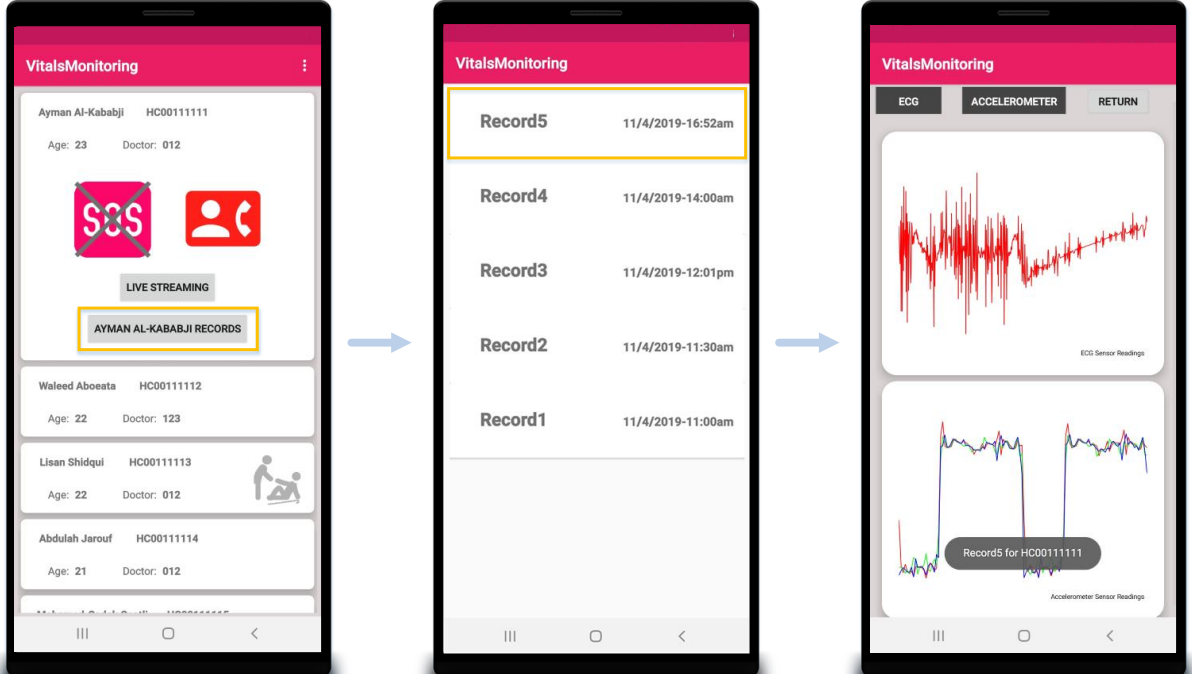 VitalsMonitoring
Ayman Al-Kababji HC00111111
Age: 23 Doctor: 012
SOS
LIVE STREAMING
AYMAN AL-KABABJI RECORDS
Waleed Aboeata HC00111112
Age: 22 Doctor: 123
Lisan Shidqui HC00111113
Age: 22 Doctor: 012
Abdulah Jarouf HC00111114
Age: 21 Doctor: 012
VitalsMonitoring
Record5 11/4/2019-16:52am
Record4 11/4/2019-14:00am
Record3 11/4/2019-12:01pm
Record2 11/4/2019-11:30am
Record1 11/4/2019-11:00am
VitalsMonitoring
ECG ACCELEROMETER RETURN
ECG Sensor Readings
Record5 for HC00111111
Accelerometer Sensor Readings